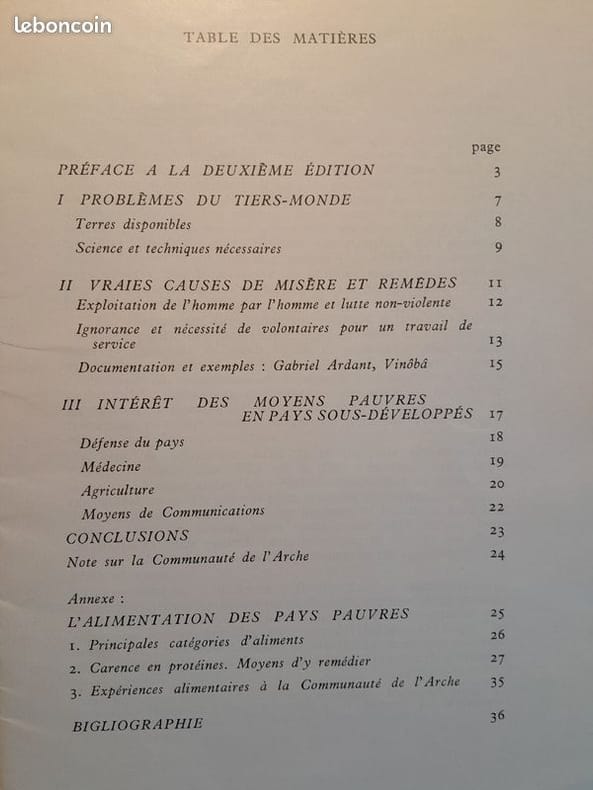 leboncoin
TABLE DES MATIÈRES
page
PRÉFACE A LA DEUXIÈME ÉDITION 3
I PROBLÈMES DU TIERS-MONDE 7
Terres disponibles 8
Science et techniques nécessaires 9
II VRAIES CAUSES DE MISÈRE ET REMÈDES 11
Exploitation de l'homme par l'homme et lutte non-violente 12
Ignorance et nécessité de volontaires pour un travail de
service 13
Documentation et exemples : Gabriel Ardant, Vinôbâ 15
III INTÉRÊT DES MOYENS PAUVRES
EN PAYS SOUS-DÉVELOPPÉS 17
Défense du pays 18
Médecine 19
Agriculture 20
Moyens de Communications 22
CONCLUSIONS 23
Note sur la Communauté de l'Arche 24
Annexe :
L'ALIMENTATION DES PAYS PAUVRES 25
1. Principales catégories d'aliments 26
2. Carence en protéines. Moyens d'y remédier 27
3. Expériences alimentaires à la Communauté de l'Arche 35
BIGLIOGRAPHIE 36